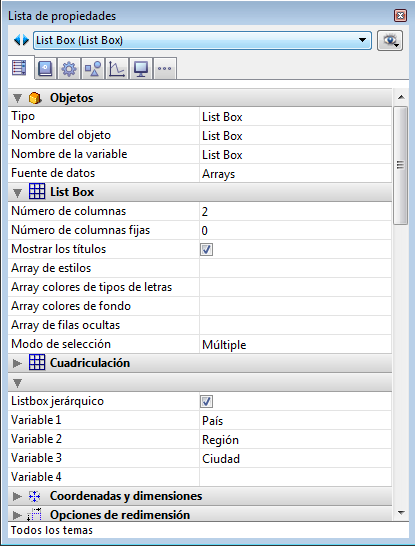 Lista de propiedades
List Box (List Box)
Objetos
Tipo List Box
Nombre del objeto List Box
Nombre de la variable List Box
Fuente de datos Arrays
List Box
Número de columnas 2
Número de columnas fijas 0
Mostrar los títulos
Array de estilos
Array colores de tipos de letras
Array colores de fondo
Array de filas ocultas
Modo de selección Múltiple
Cuadriculación
Listbox jerárquico
Variable 1 País
Variable 2 Región
Variable 3 Ciudad
Variable 4
Coordenadas y dimensiones
Opciones de redimensión
Todos los temas